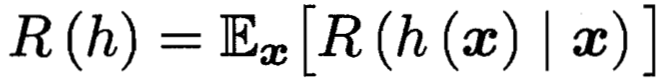 R(h) = 𝔼ₓ[R(h(x) | x)]